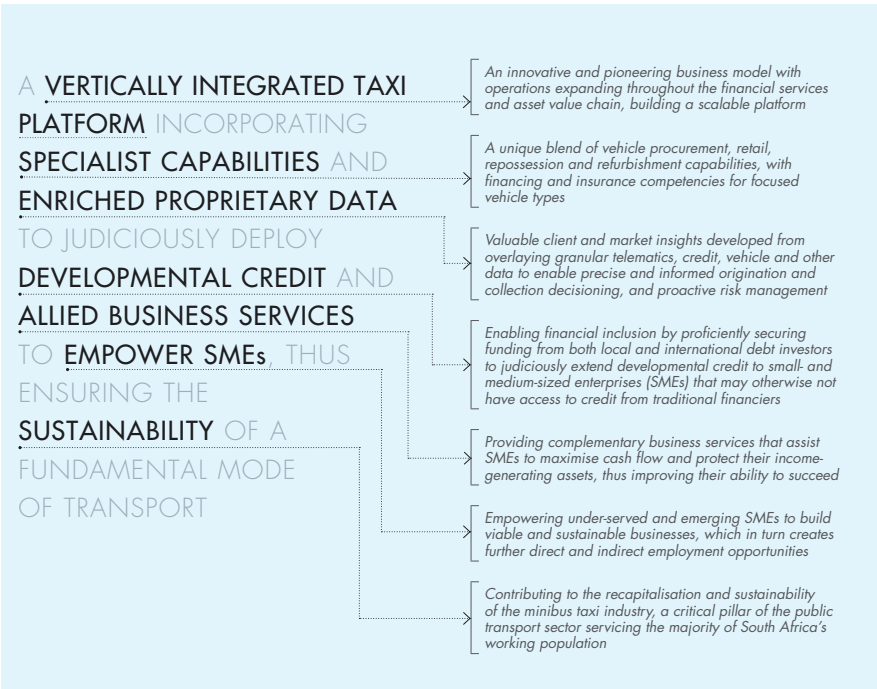 A VERTICALLY INTEGRATED TAXI
PLATFORM INCORPORATING
SPECIALIST CAPABILITIES AND
ENRICHED PROPRIETARY DATA
TO JUDICIOUSLY DEPLOY
DEVELOPMENTAL CREDIT AND
ALLIED BUSINESS SERVICES
TO EMPOWER SMEs, THUS
ENSURING THE
SUSTAINABILITY OF A
FUNDAMENTAL MODE
OF TRANSPORT
An innovative and pioneering business model with
operations expanding throughout the financial services
and asset value chain, building a scalable platform
A unique blend of vehicle procurement, retail,
repossession and refurbishment capabilities, with
financing and insurance competencies for focused
vehicle types
Valuable client and market insights developed from
overlaying granular telematics, credit, vehicle and other
data to enable precise and informed origination and
collection decisioning, and proactive risk management
Enabling financial inclusion by proficiently securing
funding from both local and international debt investors
to judiciously extend developmental credit to small- and
medium-sized enterprises (SMEs) that may otherwise not
have access to credit from traditional financiers
Providing complementary business services that assist
SMEs to maximise cash flow and protect their income-
generating assets, thus improving their ability to succeed
Empowering under-served and emerging SMEs to build
viable and sustainable businesses, which in turn creates
further direct and indirect employment opportunities
Contributing to the recapitalisation and sustainability
of the minibus taxi industry, a critical pillar of the public
transport sector servicing the majority of South Africa's
working population